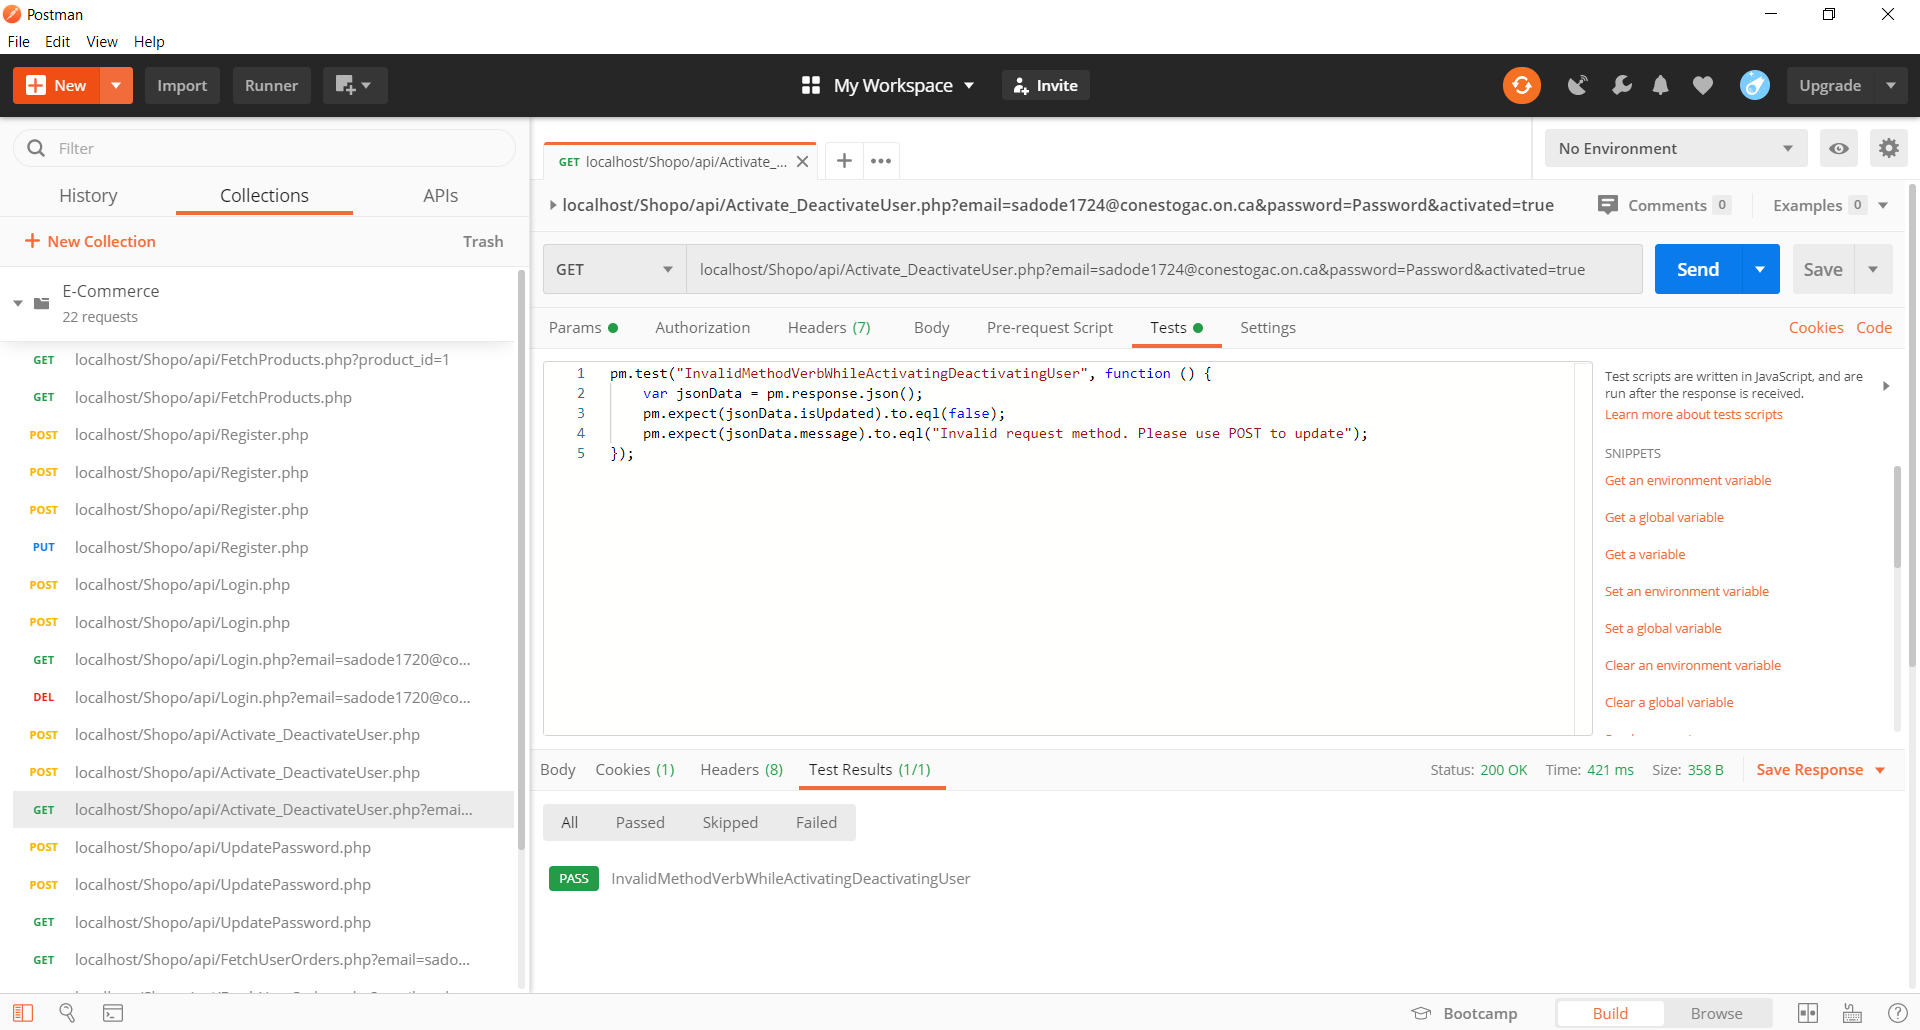 Postman
File Edit View Help
New Import Runner My Workspace Invite Upgrade
Filter
History Collections APIs
New Collection Trash
E-Commerce
22 requests
GET localhost/Shopo/api/FetchProducts.php?product_id=1
GET localhost/Shopo/api/FetchProducts.php
POST localhost/Shopo/api/Register.php
POST localhost/Shopo/api/Register.php
POST localhost/Shopo/api/Register.php
PUT localhost/Shopo/api/Register.php
POST localhost/Shopo/api/Login.php
POST localhost/Shopo/api/Login.php
GET localhost/Shopo/api/Login.php?email=sadode1720@co...
DEL localhost/Shopo/api/Login.php?email=sadode1720@co...
POST localhost/Shopo/api/Activate_DeactivateUser.php
POST localhost/Shopo/api/Activate_DeactivateUser.php
GET localhost/Shopo/api/Activate_DeactivateUser.php?emai...
POST localhost/Shopo/api/UpdatePassword.php
POST localhost/Shopo/api/UpdatePassword.php
GET localhost/Shopo/api/UpdatePassword.php
GET localhost/Shopo/api/FetchUserOrders.php?email=sado...
GET localhost/Shopo/api/Activate_...
No Environment
localhost/Shopo/api/Activate_DeactivateUser.php?email=sadode1724@conestogac.on.ca&password=Password&activated=true Comments 0 Examples 0
GET localhost/Shopo/api/Activate_DeactivateUser.php?email=sadode1724@conestogac.on.ca&password=Password&activated=true Send Save
Params Authorization Headers (7) Body Pre-request Script Tests Settings Cookies Code
1 pm.test("InvalidMethodVerbWhileActivatingDeactivatingUser", function () {
2 var jsonData = pm.response.json();
3 pm.expect(jsonData.isUpdated).to.eql(false);
4 pm.expect(jsonData.message).to.eql("Invalid request method. Please use POST to update");
5 });
Test scripts are written in JavaScript, and are
run after the response is received.
Learn more about tests scripts
SNIPPETS
Get an environment variable
Get a global variable
Get a variable
Set an environment variable
Set a global variable
Clear an environment variable
Clear a global variable
Body Cookies (1) Headers (8) Test Results (1/1) Status: 200 OK Time: 421 ms Size: 358 B Save Response
All Passed Skipped Failed
PASS InvalidMethodVerbWhileActivatingDeactivatingUser
Bootcamp Build Browse